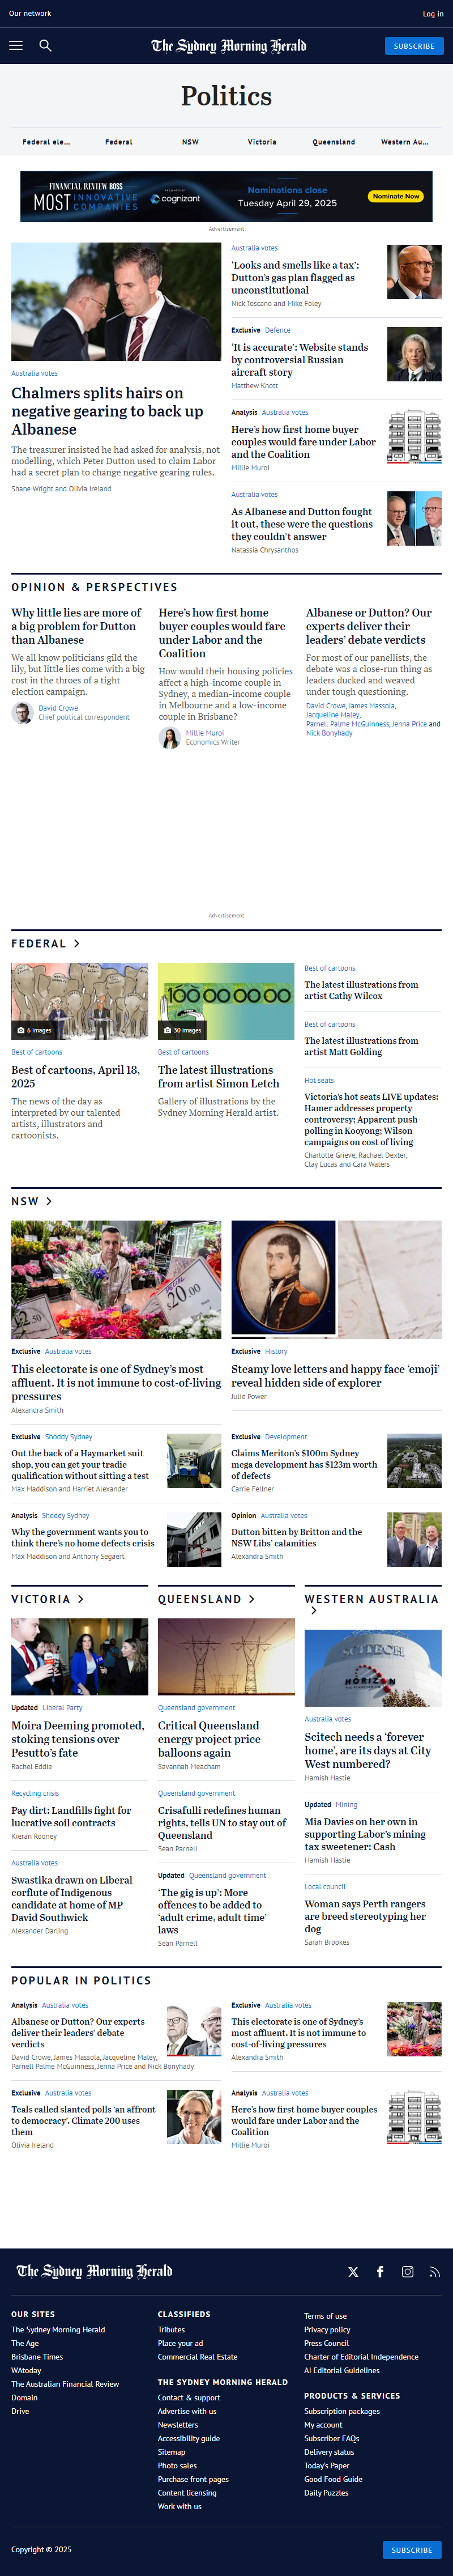 Our network
Log in
The Sydney Morning Herald
SUBSCRIBE
Politics
Federal ele…
Federal
NSW
Victoria
Queensland
Western Au…
FINANCIAL REVIEW BOSS
MOST INNOVATIVE
COMPANIES
PRESENTED BY
cognizant
Nominations close
Tuesday April 29, 2025
Nominate Now
Advertisement
Australia votes
Chalmers splits hairs on
negative gearing to back up
Albanese
The treasurer insisted he had asked for analysis, not
modelling, which Peter Dutton used to claim Labor
had a secret plan to change negative gearing rules.
Shane Wright and Olivia Ireland
Australia votes
‘Looks and smells like a tax’:
Dutton’s gas plan flagged as
unconstitutional
Nick Toscano and Mike Foley
Exclusive Defence
‘It is accurate’: Website stands
by controversial Russian
aircraft story
Matthew Knott
Analysis Australia votes
Here’s how first home buyer
couples would fare under Labor
and the Coalition
Millie Muroi
Australia votes
As Albanese and Dutton fought
it out, these were the questions
they couldn’t answer
Natassia Chrysanthos
OPINION & PERSPECTIVES
Why little lies are more of
a big problem for Dutton
than Albanese
We all know politicians gild the
lily, but little lies come with a big
cost in the throes of a tight
election campaign.
David Crowe
Chief political correspondent
Here’s how first home
buyer couples would fare
under Labor and the
Coalition
How would their housing policies
affect a high-income couple in
Sydney, a median-income couple
in Melbourne and a low-income
couple in Brisbane?
Millie Muroi
Economics Writer
Albanese or Dutton? Our
experts deliver their
leaders’ debate verdicts
For most of our panellists, the
debate was a close-run thing as
leaders ducked and weaved
under tough questioning.
David Crowe, James Massola,
Jacqueline Maley,
Parnell Palme McGuinness, Jenna Price and
Nick Bonyhady
Advertisement
FEDERAL
6 images
Best of cartoons
Best of cartoons, April 18,
2025
The news of the day as
interpreted by our talented
artists, illustrators and
cartoonists.
30 images
Best of cartoons
The latest illustrations
from artist Simon Letch
Gallery of illustrations by the
Sydney Morning Herald artist.
Best of cartoons
The latest illustrations from
artist Cathy Wilcox
Best of cartoons
The latest illustrations from
artist Matt Golding
Hot seats
Victoria’s hot seats LIVE updates:
Hamer addresses property
controversy; Apparent push-
polling in Kooyong; Wilson
campaigns on cost of living
Charlotte Grieve, Rachael Dexter,
Clay Lucas and Cara Waters
NSW
Exclusive Australia votes
This electorate is one of Sydney’s most
affluent. It is not immune to cost-of-living
pressures
Alexandra Smith
Exclusive History
Steamy love letters and happy face ‘emoji’
reveal hidden side of explorer
Julie Power
Exclusive Shoddy Sydney
Out the back of a Haymarket suit
shop, you can get your tradie
qualification without sitting a test
Max Maddison and Harriet Alexander
Exclusive Development
Claims Meriton’s $100m Sydney
mega development has $123m worth
of defects
Carrie Fellner
Analysis Shoddy Sydney
Why the government wants you to
think there’s no home defects crisis
Max Maddison and Anthony Segaert
Opinion Australia votes
Dutton bitten by Britton and the
NSW Libs’ calamities
Alexandra Smith
VICTORIA
Updated Liberal Party
Moira Deeming promoted,
stoking tensions over
Pesutto’s fate
Rachel Eddie
Recycling crisis
Pay dirt: Landfills fight for
lucrative soil contracts
Kieran Rooney
Australia votes
Swastika drawn on Liberal
corflute of Indigenous
candidate at home of MP
David Southwick
Alexander Darling
QUEENSLAND
Queensland government
Critical Queensland
energy project price
balloons again
Savannah Meacham
Queensland government
Crisafulli redefines human
rights, tells UN to stay out of
Queensland
Sean Parnell
Updated Queensland government
‘The gig is up’: More
offences to be added to
‘adult crime, adult time’
laws
Sean Parnell
WESTERN AUSTRALIA
SCITECH
HORIZON
Australia votes
Scitech needs a ‘forever
home’, are its days at City
West numbered?
Hamish Hastie
Updated Mining
Mia Davies on her own in
supporting Labor’s mining
tax sweetener: Cash
Hamish Hastie
Local council
Woman says Perth rangers
are breed stereotyping her
dog
Sarah Brookes
POPULAR IN POLITICS
Analysis Australia votes
Albanese or Dutton? Our experts
deliver their leaders’ debate
verdicts
David Crowe, James Massola, Jacqueline Maley,
Parnell Palme McGuinness, Jenna Price and Nick Bonyhady
Exclusive Australia votes
This electorate is one of Sydney’s
most affluent. It is not immune to
cost-of-living pressures
Alexandra Smith
Exclusive Australia votes
Teals called slanted polls ‘an affront
to democracy’. Climate 200 uses
them
Olivia Ireland
Analysis Australia votes
Here’s how first home buyer couples
would fare under Labor and the
Coalition
Millie Muroi
The Sydney Morning Herald
OUR SITES
The Sydney Morning Herald
The Age
Brisbane Times
WAtoday
The Australian Financial Review
Domain
Drive
CLASSIFIEDS
Tributes
Place your ad
Commercial Real Estate
THE SYDNEY MORNING HERALD
Contact & support
Advertise with us
Newsletters
Accessibility guide
Sitemap
Photo sales
Purchase front pages
Content licensing
Work with us
Terms of use
Privacy policy
Press Council
Charter of Editorial Independence
AI Editorial Guidelines
PRODUCTS & SERVICES
Subscription packages
My account
Subscriber FAQs
Delivery status
Today’s Paper
Good Food Guide
Daily Puzzles
Copyright © 2025
SUBSCRIBE